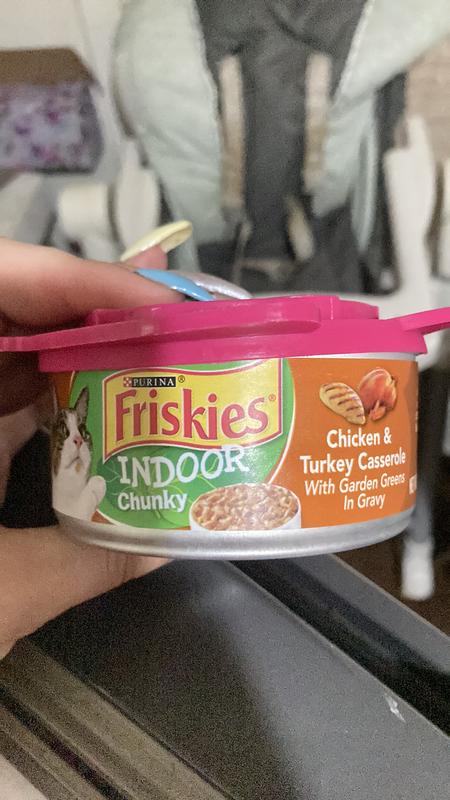 PURINA®
Friskies®
INDOOR
Chunky
Chicken &
Turkey Casserole
With Garden Greens
In Gravy